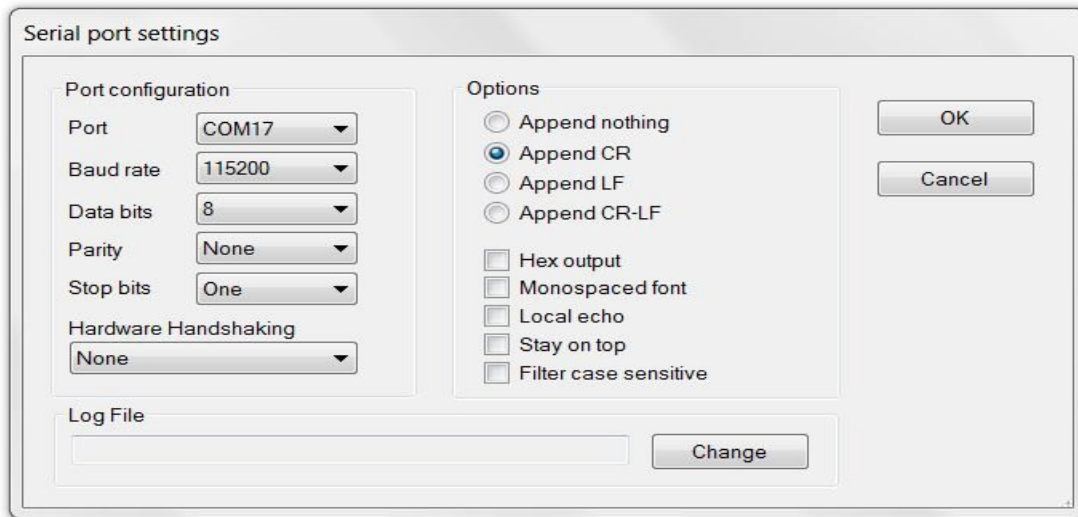 Serial port settings
Port configuration
Port COM17
Baud rate 115200
Data bits 8
Parity None
Stop bits One
Hardware Handshaking
None
Options
Append nothing
Append CR
Append LF
Append CR-LF
Hex output
Monospaced font
Local echo
Stay on top
Filter case sensitive
OK
Cancel
Log File
Change